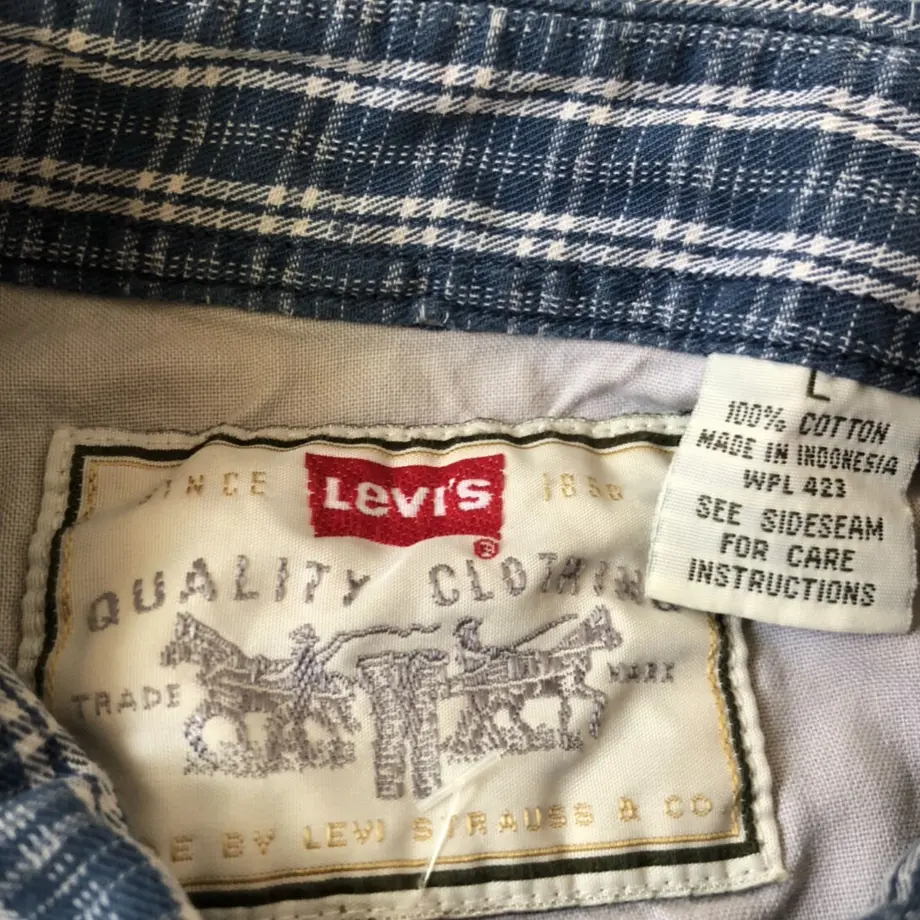 L
100% COTTON
MADE IN INDONESIA
WPL 423
SEE SIDESEAM
FOR CARE
INSTRUCTIONS
SINCE LEVI'S 1850
®
QUALITY CLOTHING
TRADE MARK
E BY LEVI STRAUSS & CO